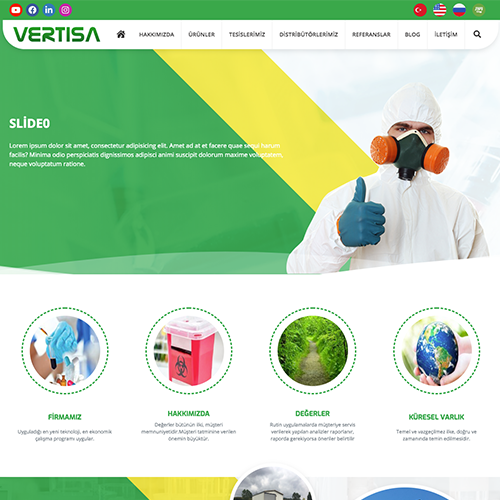 VERTISA
HAKKIMIZDA ÜRÜNLER TESİSLERİMİZ DİSTRİBÜTÖRLERİMİZ REFERANSLAR BLOG İLETİŞİM
SLİDE0
Lorem ipsum dolor sit amet, consectetur adipisicing elit. Amet ad at et facere quae sequi harum
facilis? Minima odio perspiciatis dignissimos adipisci animi suscipit dolorum maxime voluptatem,
neque voluptatum ratione.
FİRMAMIZ
Uyguladığı en yeni teknoloji, en ekonomik
çalışma programı uygular.
HAKKIMIZDA
Değerler bütünün ilki, müşteri
memnuniyetidir.Müşteri tatminine verilen
önemin büyüktür.
DEĞERLER
Rutin uygulamalarda müşteriye servis
verilerek yapılan analizler raporlanır,
raporda gerekiyorsa önerileri belirtilir
KÜRESEL VARLIK
Temel ve vazgeçilmez ilke, doğru ve
zamanında temin edilmesidir.